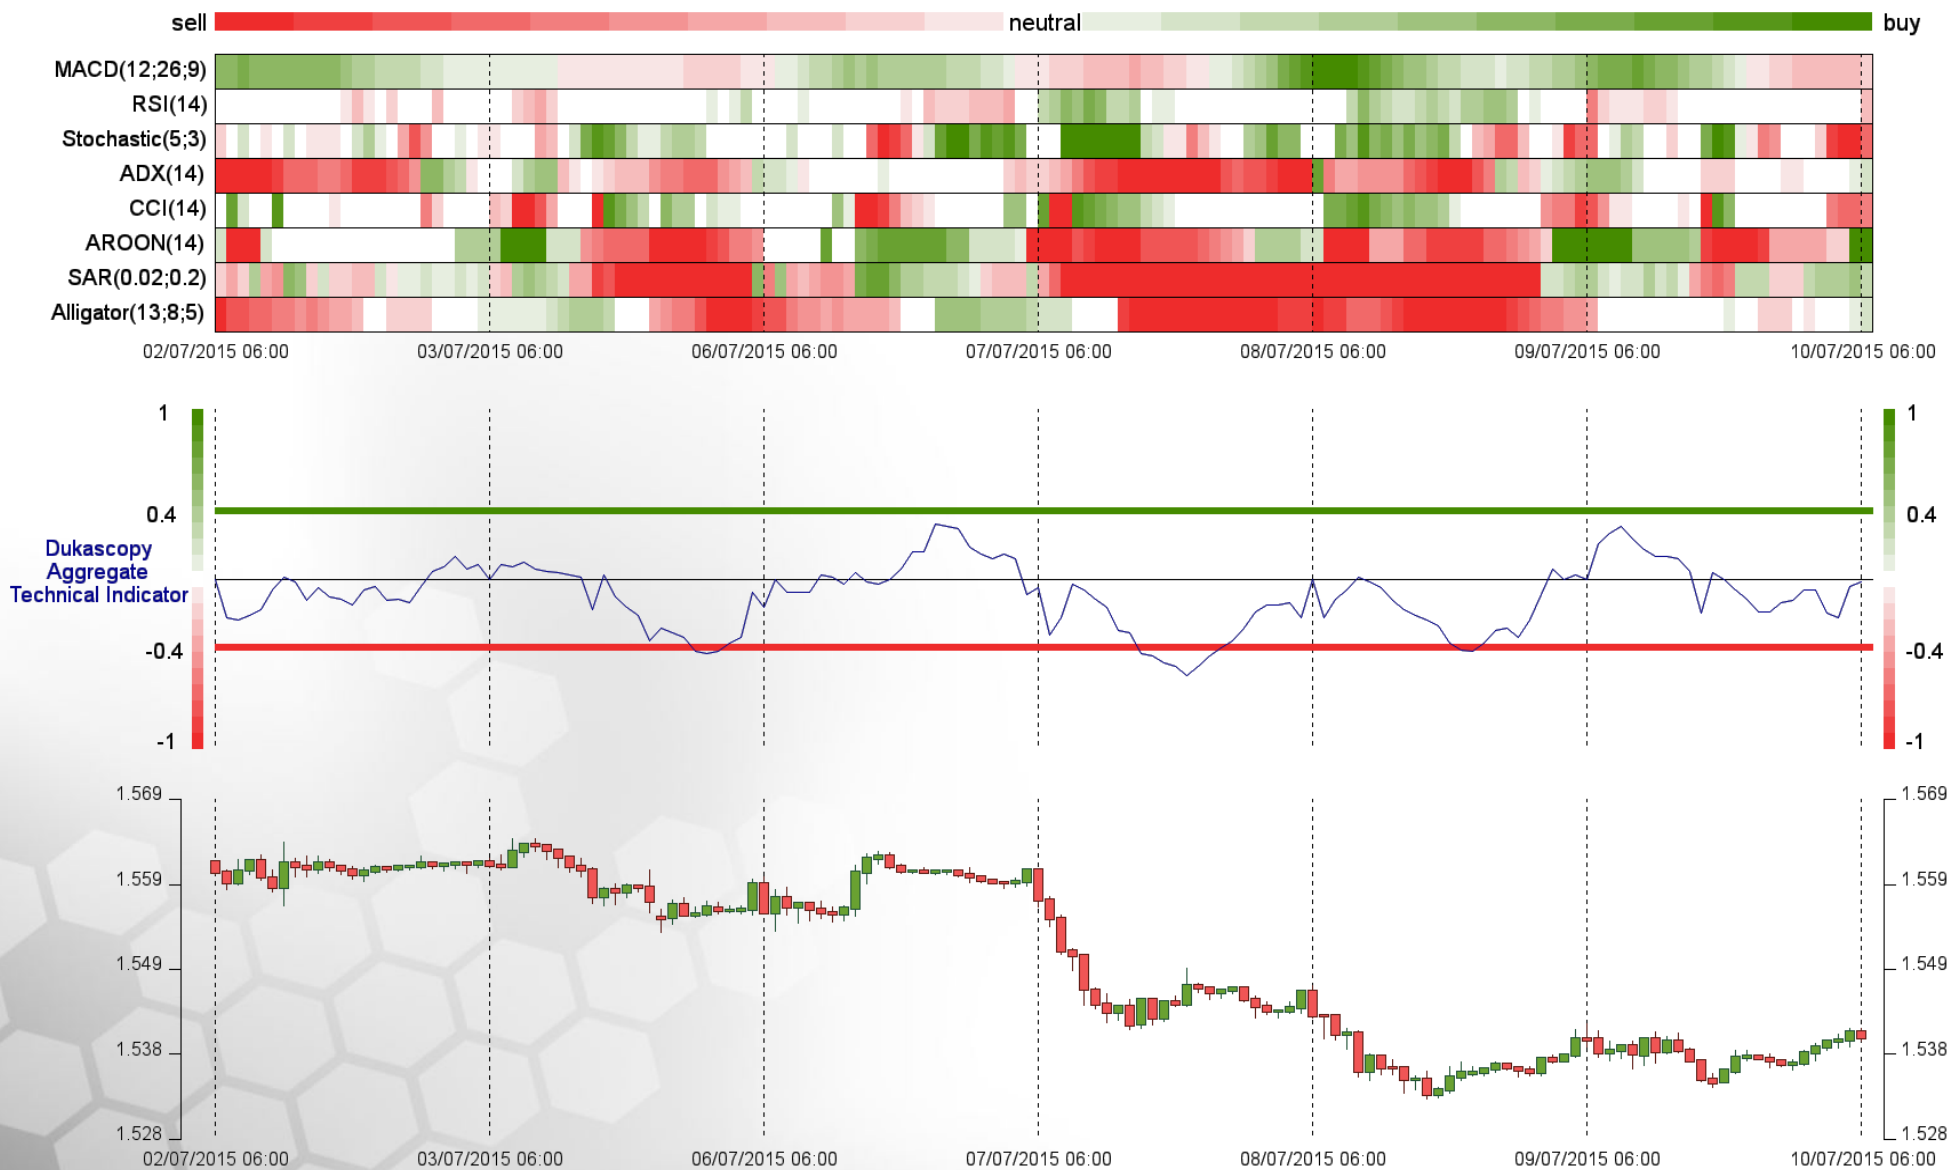 sell neutral buy
MACD(12;26;9)
RSI(14)
Stochastic(5;3)
ADX(14)
CCI(14)
AROON(14)
SAR(0.02;0.2)
Alligator(13;8;5)
02/07/2015 06:00 03/07/2015 06:00 06/07/2015 06:00 07/07/2015 06:00 08/07/2015 06:00 09/07/2015 06:00 10/07/2015 06:00
1 1
0.4 0.4
Dukascopy
Aggregate
Technical Indicator
-0.4 -0.4
-1 -1
1.569 1.569
1.559 1.559
1.549 1.549
1.538 1.538
1.528 1.528
02/07/2015 06:00 03/07/2015 06:00 06/07/2015 06:00 07/07/2015 06:00 08/07/2015 06:00 09/07/2015 06:00 10/07/2015 06:00